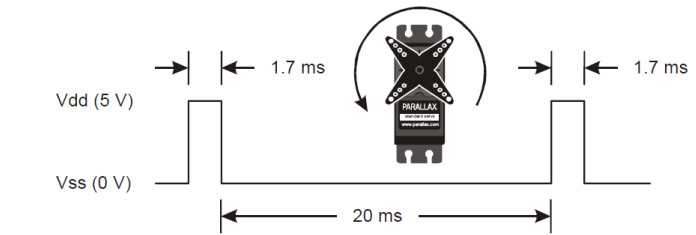 1.7 ms
1.7 ms
Vdd (5 V)
PARALLAX
standard servo
www.parallax.com
Vss (0 V)
20 ms